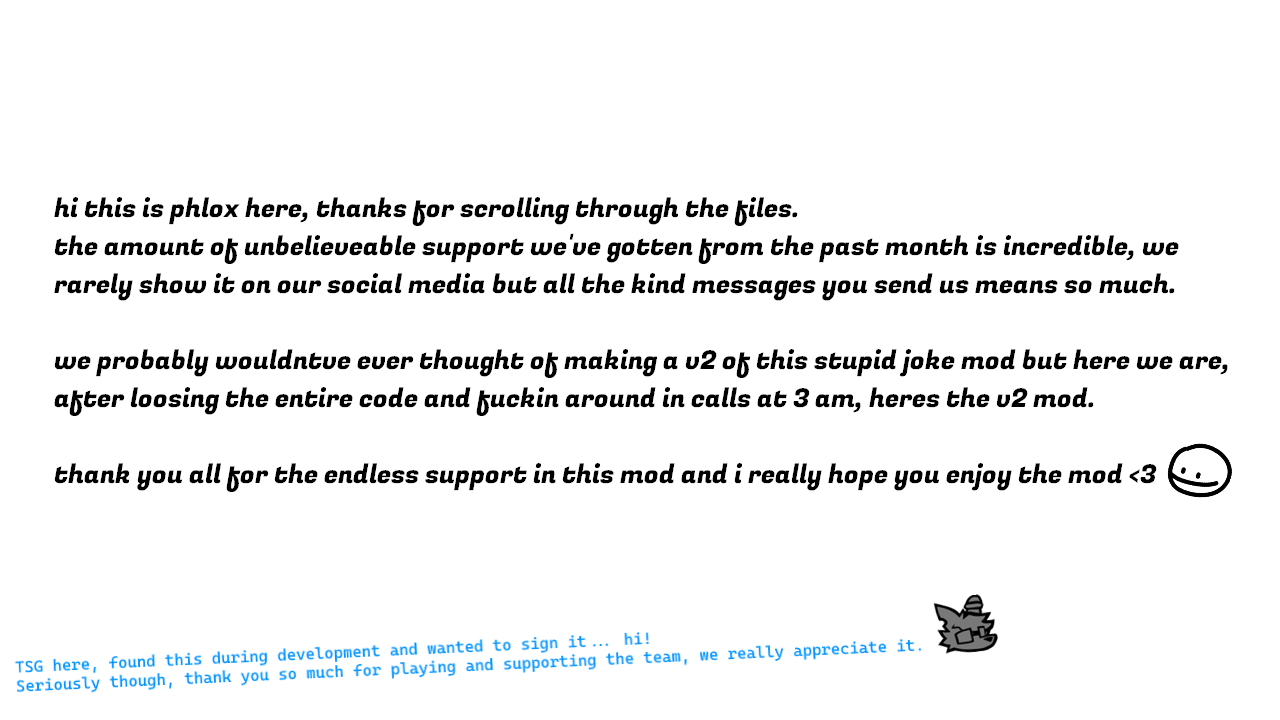 hi this is phlox here, thanks for scrolling through the files.
the amount of unbelieveable support we've gotten from the past month is incredible, we
rarely show it on our social media but all the kind messages you send us means so much.
we probably wouldntve ever thought of making a v2 of this stupid joke mod but here we are,
after loosing the entire code and fuckin around in calls at 3 am, heres the v2 mod.
thank you all for the endless support in this mod and i really hope you enjoy the mod <3
TSG here, found this during development and wanted to sign it... hi!
Seriously though, thank you so much for playing and supporting the team, we really appreciate it.